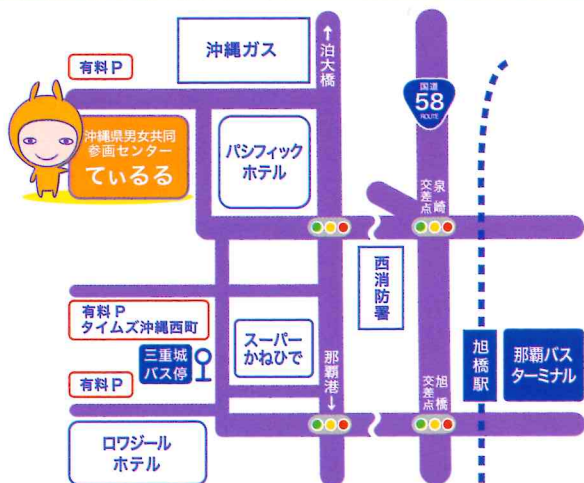 有料P
沖縄ガス
↑泊大橋
国道
58
ROUTE
沖縄県男女共同
参画センター
てぃるる
パシフィック
ホテル
泉崎
交差点
西消防署
有料P
タイムズ沖縄西町
スーパー
かねひで
三重城
バス停
那覇港↓
旭橋
交差点
旭橋駅
那覇バス
ターミナル
有料P
ロワジール
ホテル